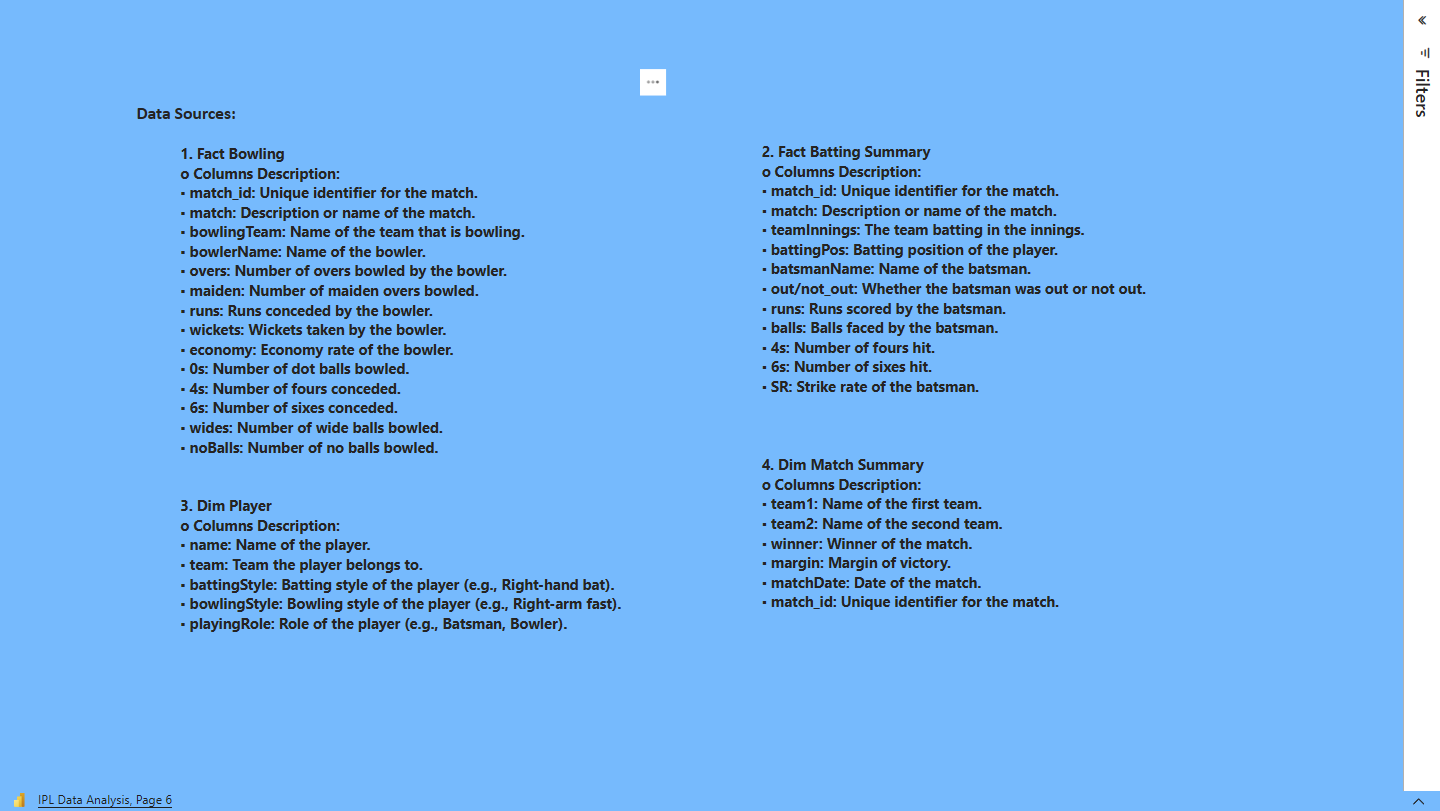 Data Sources:
1. Fact Bowling
o Columns Description:
▪ match_id: Unique identifier for the match.
▪ match: Description or name of the match.
▪ bowlingTeam: Name of the team that is bowling.
▪ bowlerName: Name of the bowler.
▪ overs: Number of overs bowled by the bowler.
▪ maiden: Number of maiden overs bowled.
▪ runs: Runs conceded by the bowler.
▪ wickets: Wickets taken by the bowler.
▪ economy: Economy rate of the bowler.
▪ 0s: Number of dot balls bowled.
▪ 4s: Number of fours conceded.
▪ 6s: Number of sixes conceded.
▪ wides: Number of wide balls bowled.
▪ noBalls: Number of no balls bowled.
2. Fact Batting Summary
o Columns Description:
▪ match_id: Unique identifier for the match.
▪ match: Description or name of the match.
▪ teamInnings: The team batting in the innings.
▪ battingPos: Batting position of the player.
▪ batsmanName: Name of the batsman.
▪ out/not_out: Whether the batsman was out or not out.
▪ runs: Runs scored by the batsman.
▪ balls: Balls faced by the batsman.
▪ 4s: Number of fours hit.
▪ 6s: Number of sixes hit.
▪ SR: Strike rate of the batsman.
3. Dim Player
o Columns Description:
▪ name: Name of the player.
▪ team: Team the player belongs to.
▪ battingStyle: Batting style of the player (e.g., Right-hand bat).
▪ bowlingStyle: Bowling style of the player (e.g., Right-arm fast).
▪ playingRole: Role of the player (e.g., Batsman, Bowler).
4. Dim Match Summary
o Columns Description:
▪ team1: Name of the first team.
▪ team2: Name of the second team.
▪ winner: Winner of the match.
▪ margin: Margin of victory.
▪ matchDate: Date of the match.
▪ match_id: Unique identifier for the match.
Filters
IPL Data Analysis, Page 6